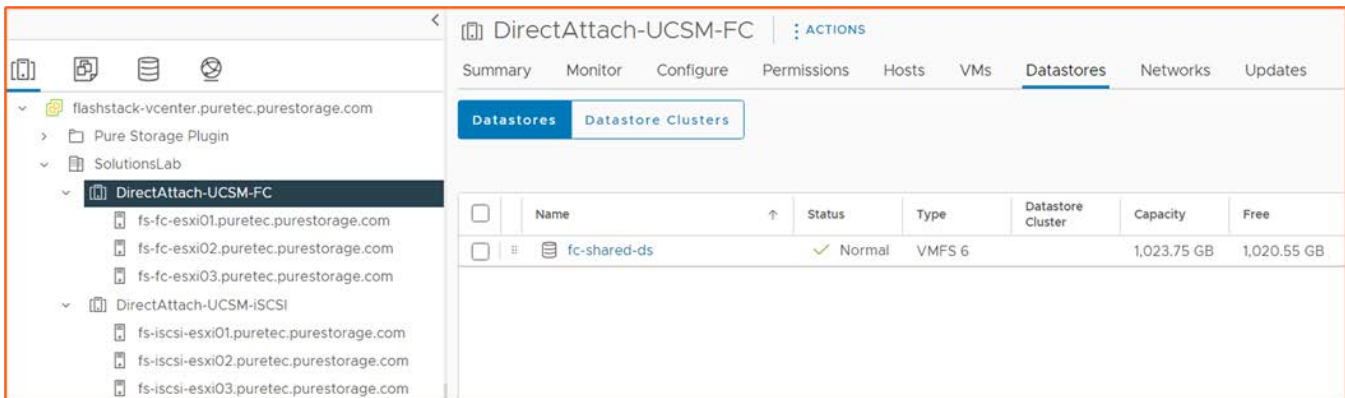 <
DirectAttach-UCSM-FC ⋮ ACTIONS
Summary Monitor Configure Permissions Hosts VMs Datastores Networks Updates
flashstack-vcenter.puretec.purestorage.com
Pure Storage Plugin
SolutionsLab
DirectAttach-UCSM-FC
fs-fc-esxi01.puretec.purestorage.com
fs-fc-esxi02.puretec.purestorage.com
fs-fc-esxi03.puretec.purestorage.com
DirectAttach-UCSM-iSCSI
fs-iscsi-esxi01.puretec.purestorage.com
fs-iscsi-esxi02.puretec.purestorage.com
fs-iscsi-esxi03.puretec.purestorage.com
Datastores Datastore Clusters
Name ↑ Status Type Datastore Cluster Capacity Free
fc-shared-ds ✓ Normal VMFS 6 1,023.75 GB 1,020.55 GB